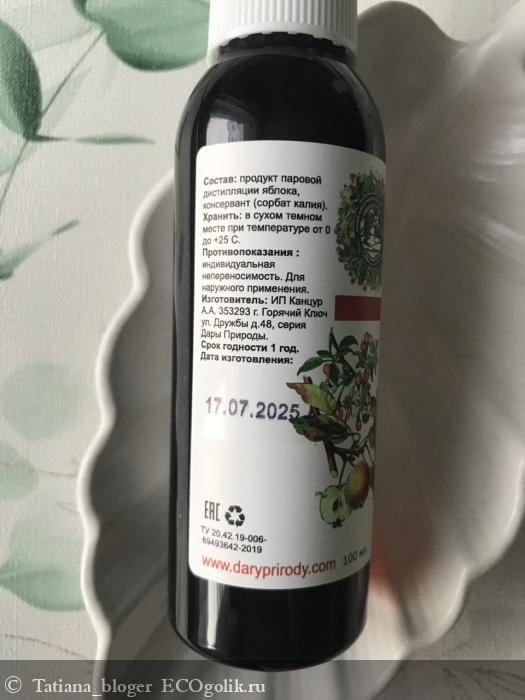 Состав: продукт паровой
дистилляции яблока,
консервант (сорбат калия).
Хранить: в сухом темном
месте при температуре от 0
до +25 С.
Противопоказания :
индивидуальная
непереносимость. Для
наружного применения.
Изготовитель: ИП Канцур
А.А. 353293 г. Горячий Ключ
ул. Дружбы д.48, серия
Дары Природы.
Срок годности 1 год.
Дата изготовления:
17.07.2025
EAC
ТУ 20.42.19-006-
69493642-2019
www.daryprirody.com
100 мл
Tatiana_bloger ECOgolik.ru